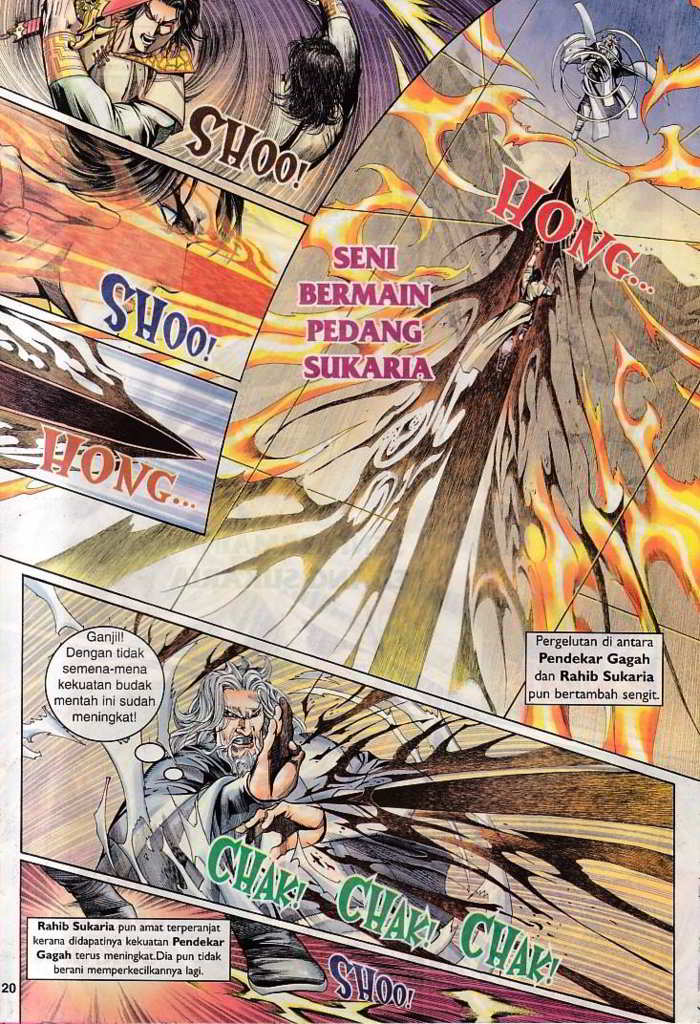 SHOO!
SHOO!
HONG...
HONG...
SENI
BERMAIN
PEDANG
SUKARIA
Pergelutan di antara
Pendekar Gagah
dan Rahib Sukaria
pun bertambah sengit.
Ganjil!
Dengan tidak
semena-mena
kekuatan budak
mentah ini sudah
meningkat!
CHAK!
CHAK!
CHAK!
Rahib Sukaria pun amat terperanjat
kerana didapatinya kekuatan Pendekar
Gagah terus meningkat.Dia pun tidak
berani memperkecilkannya lagi.
SHOO!
20